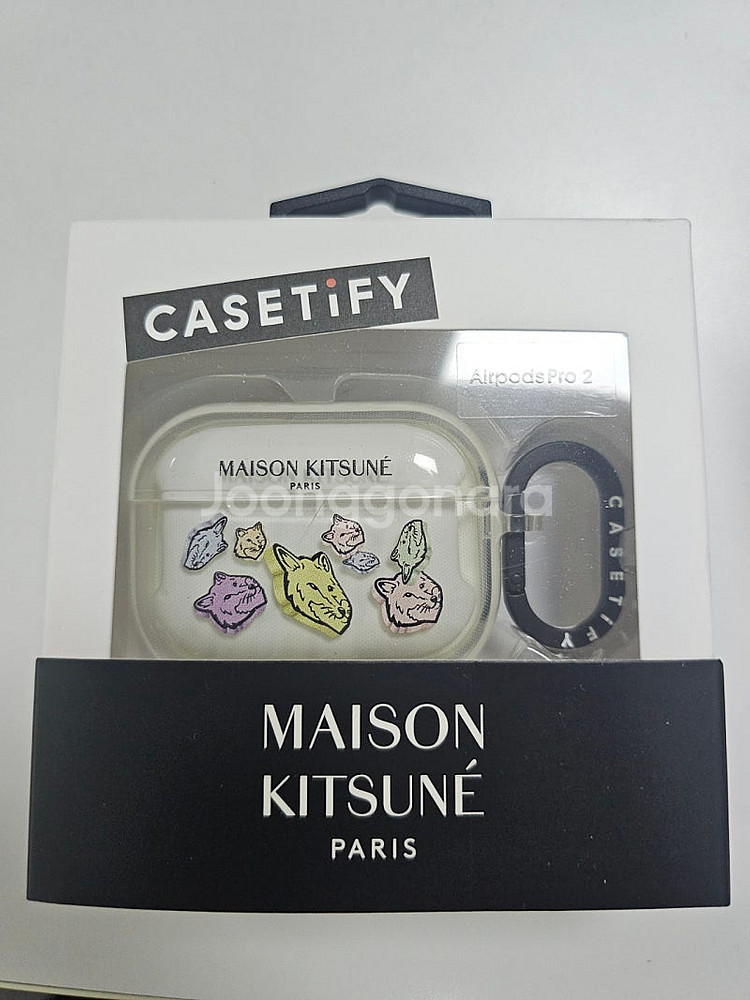 CASETiFY
AirpodsPro 2
MAISON KITSUNÉ
PARIS
Joonggonara
CASETIFY
MAISON
KITSUNÉ
PARIS